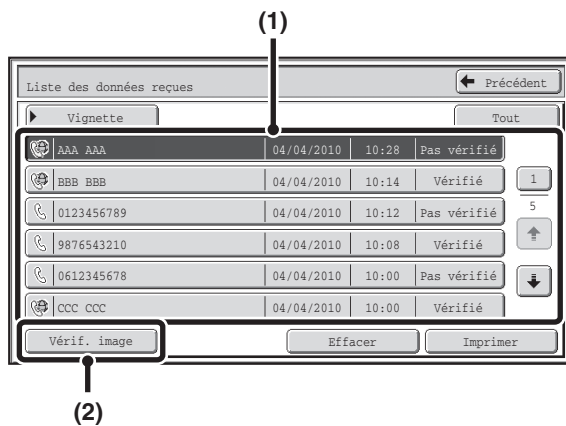 (1)
Liste des données reçues Précédent
Vignette Tout
AAA AAA 04/04/2010 10:28 Pas vérifié
BBB BBB 04/04/2010 10:14 Vérifié 1
0123456789 04/04/2010 10:12 Pas vérifié 5
9876543210 04/04/2010 10:08 Vérifié
0612345678 04/04/2010 10:00 Pas vérifié
CCC CCC 04/04/2010 10:00 Vérifié
Vérif. image Effacer Imprimer
(2)